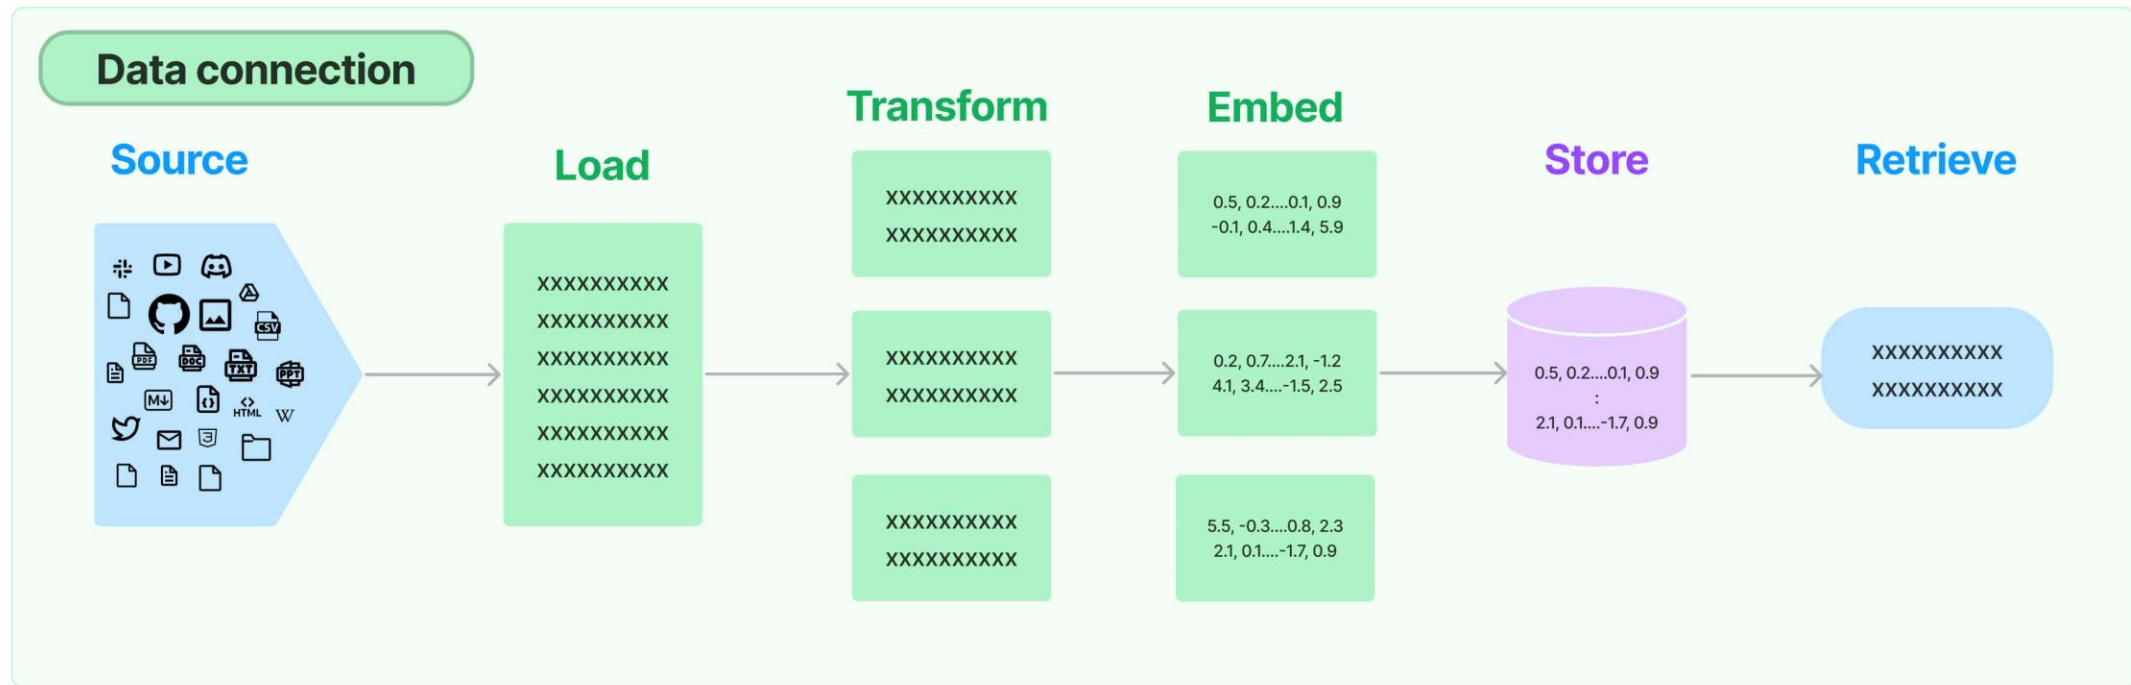 Data connection
Source
Load
Transform
Embed
Store
Retrieve
CSV
PDF
DOC
TXT
PPT
M
HTML
W
3
XXXXXXXXXX
XXXXXXXXXX
XXXXXXXXXX
XXXXXXXXXX
XXXXXXXXXX
XXXXXXXXXX
XXXXXXXXXX
XXXXXXXXXX
XXXXXXXXXX
XXXXXXXXXX
XXXXXXXXXX
XXXXXXXXXX
0.5, 0.2....0.1, 0.9
-0.1, 0.4....1.4, 5.9
0.2, 0.7....2.1, -1.2
4.1, 3.4....-1.5, 2.5
5.5, -0.3....0.8, 2.3
2.1, 0.1....-1.7, 0.9
0.5, 0.2....0.1, 0.9
:
2.1, 0.1....-1.7, 0.9
XXXXXXXXXX
XXXXXXXXXX